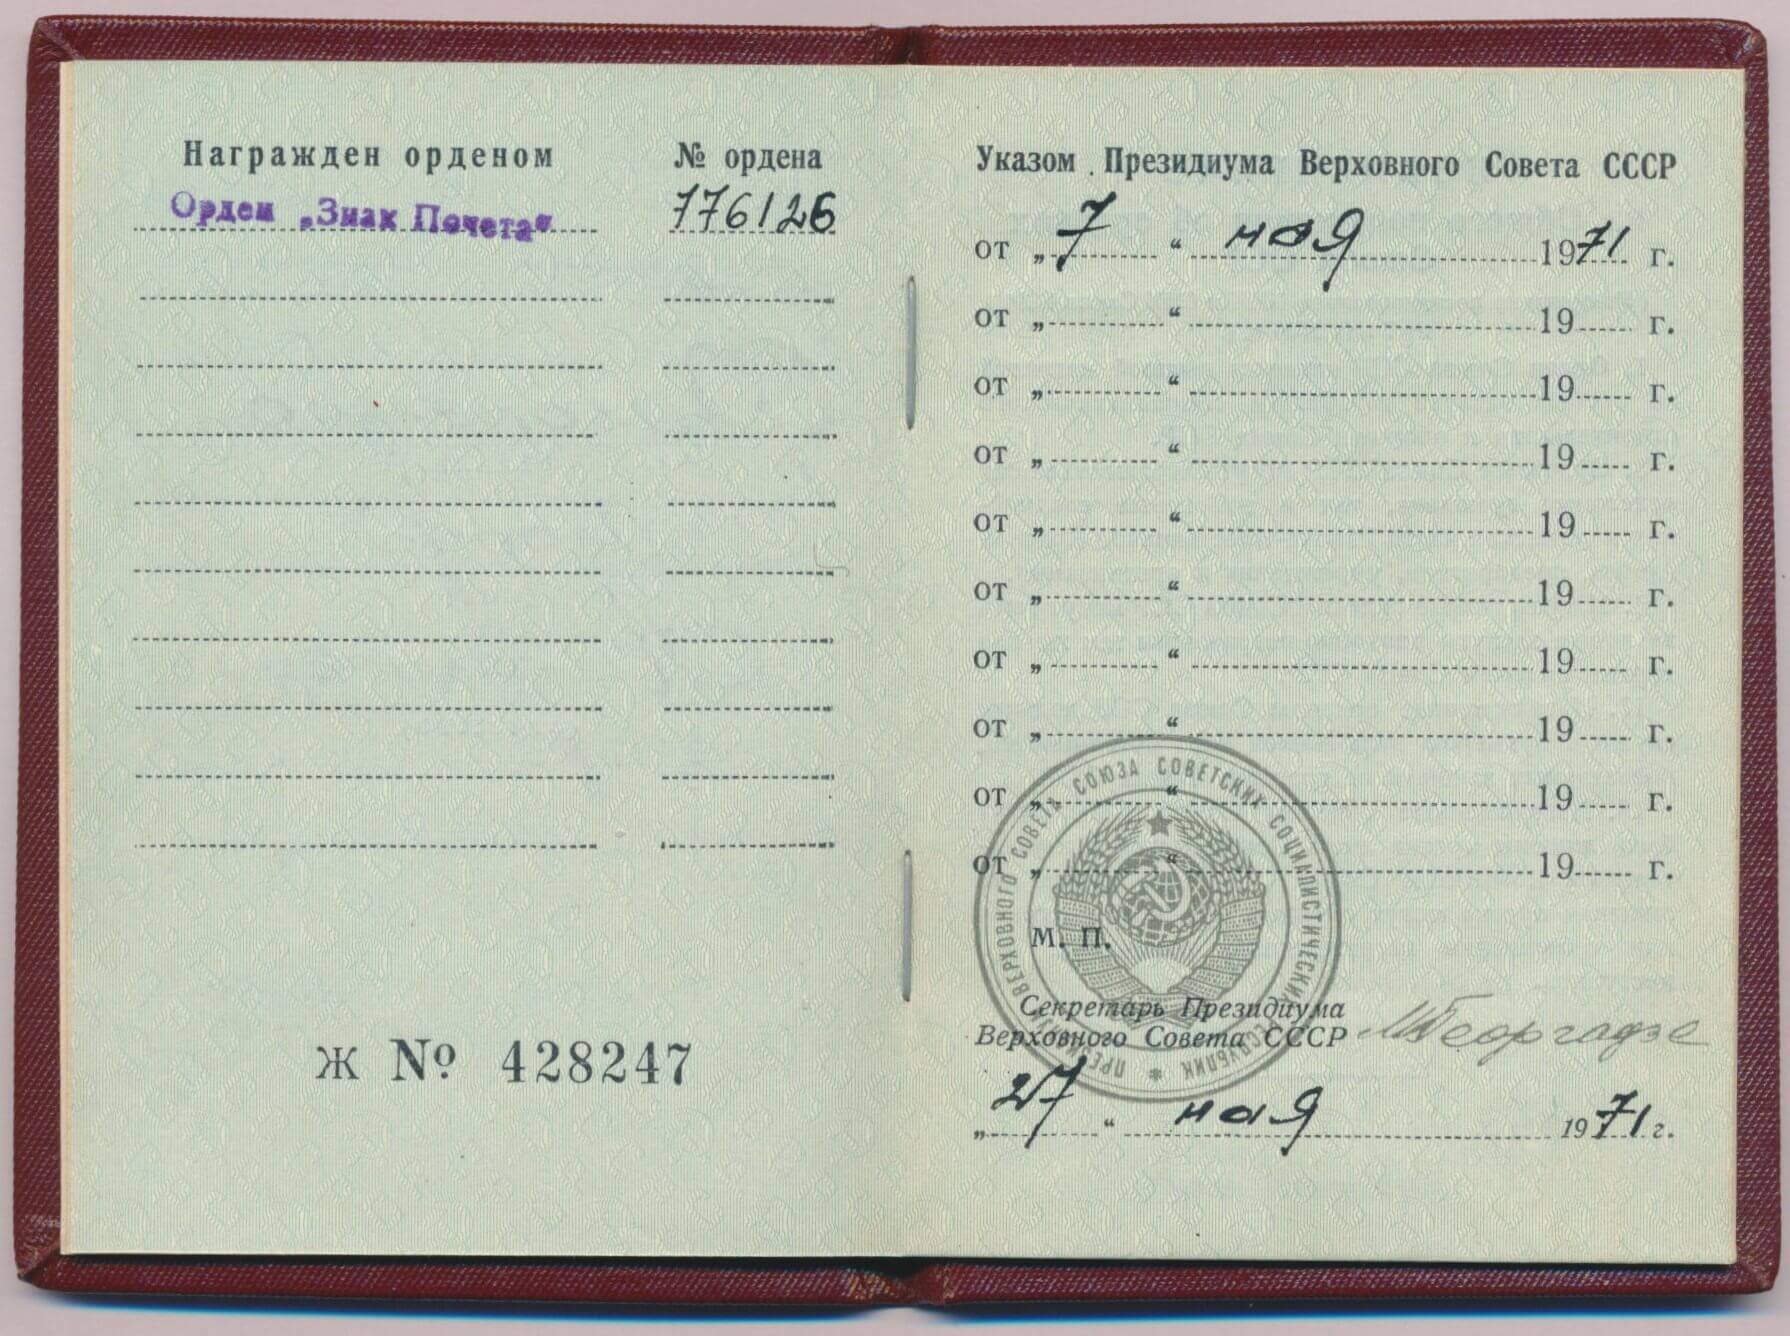 Награжден орденом
№ ордена
Орден „Знак Почета“
776126
Ж № 428247
Указом Президиума Верховного Совета СССР
от „ 7 “ мая 1971 г.
от „ “ 19 г.
от „ “ 19 г.
от „ “ 19 г.
от „ “ 19 г.
от „ “ 19 г.
от „ “ 19 г.
от „ “ 19 г.
от „ “ 19 г.
от „ “ 19 г.
ПРЕЗИДИУМ ВЕРХОВНОГО СОВЕТА СОЮЗА СОВЕТСКИХ СОЦИАЛИСТИЧЕСКИХ РЕСПУБЛИК
М. П.
Секретарь Президиума
Верховного Совета СССР
МГеоргадзе
„ 27 “ мая 1971 г.